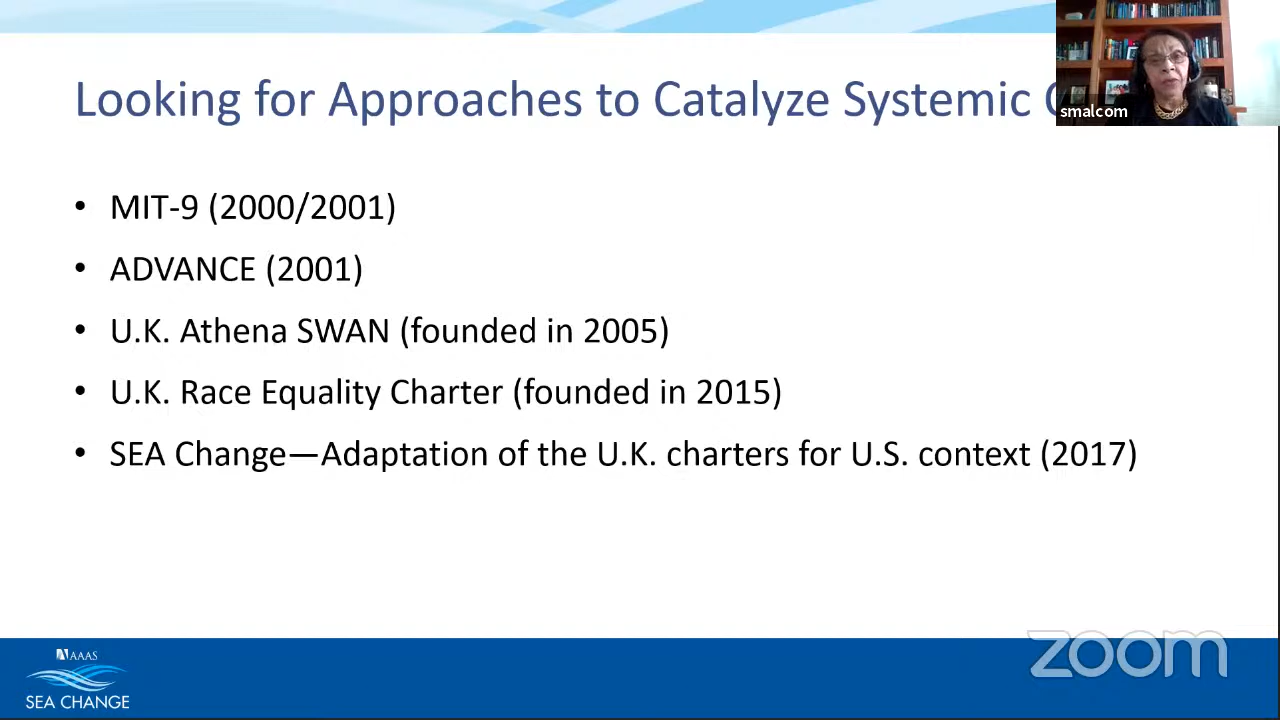 Looking for Approaches to Catalyze Systemic
smalcom
• MIT-9 (2000/2001)
• ADVANCE (2001)
• U.K. Athena SWAN (founded in 2005)
• U.K. Race Equality Charter (founded in 2015)
• SEA Change—Adaptation of the U.K. charters for U.S. context (2017)
AAAS
SEA CHANGE
zoom